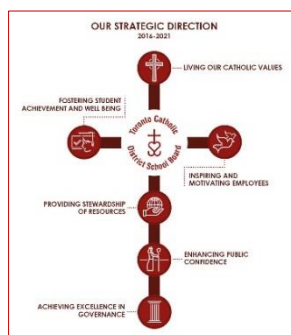 OUR STRATEGIC DIRECTION
2016-2021
LIVING OUR CATHOLIC VALUES
FOSTERING STUDENT
ACHIEVEMENT AND WELL BEING
Toronto Catholic
District School Board
INSPIRING AND
MOTIVATING EMPLOYEES
PROVIDING STEWARDSHIP
OF RESOURCES
ENHANCING PUBLIC
CONFIDENCE
ACHIEVING EXCELLENCE IN
GOVERNANCE